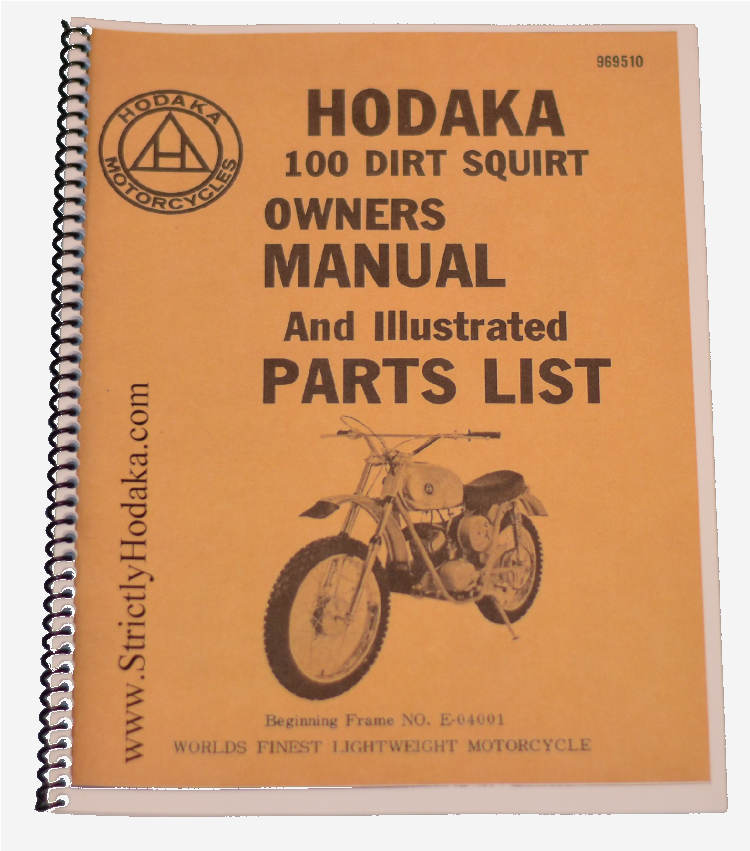 969510
HODAKA
MOTORCYCLES
HODAKA
100 DIRT SQUIRT
OWNERS
MANUAL
And Illustrated
PARTS LIST
www.StrictlyHodaka.com
Beginning Frame NO. E-04001
WORLDS FINEST LIGHTWEIGHT MOTORCYCLE